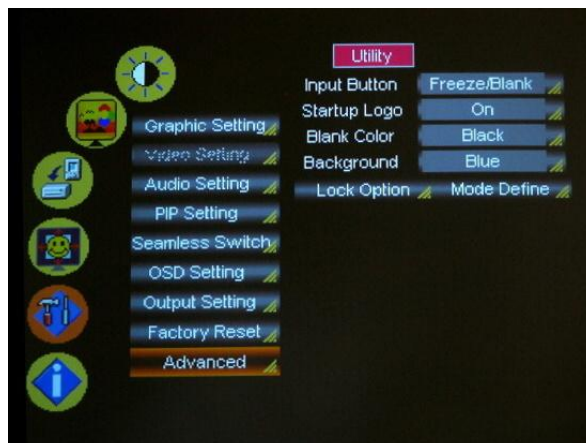 Utility
Input Button Freeze/Blank
Startup Logo On
Blank Color Black
Background Blue
Lock Option Mode Define
Graphic Setting
Video Setting
Audio Setting
PIP Setting
Seamless Switch
OSD Setting
Output Setting
Factory Reset
Advanced